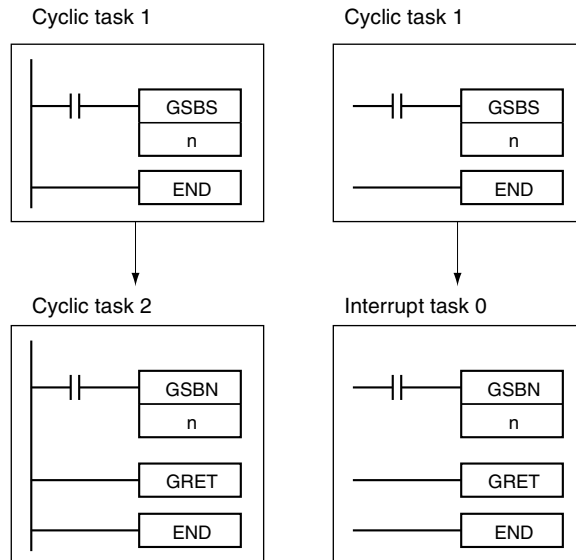 Cyclic task 1
GSBS
n
END
Cyclic task 1
GSBS
n
END
Cyclic task 2
GSBN
n
GRET
END
Interrupt task 0
GSBN
n
GRET
END